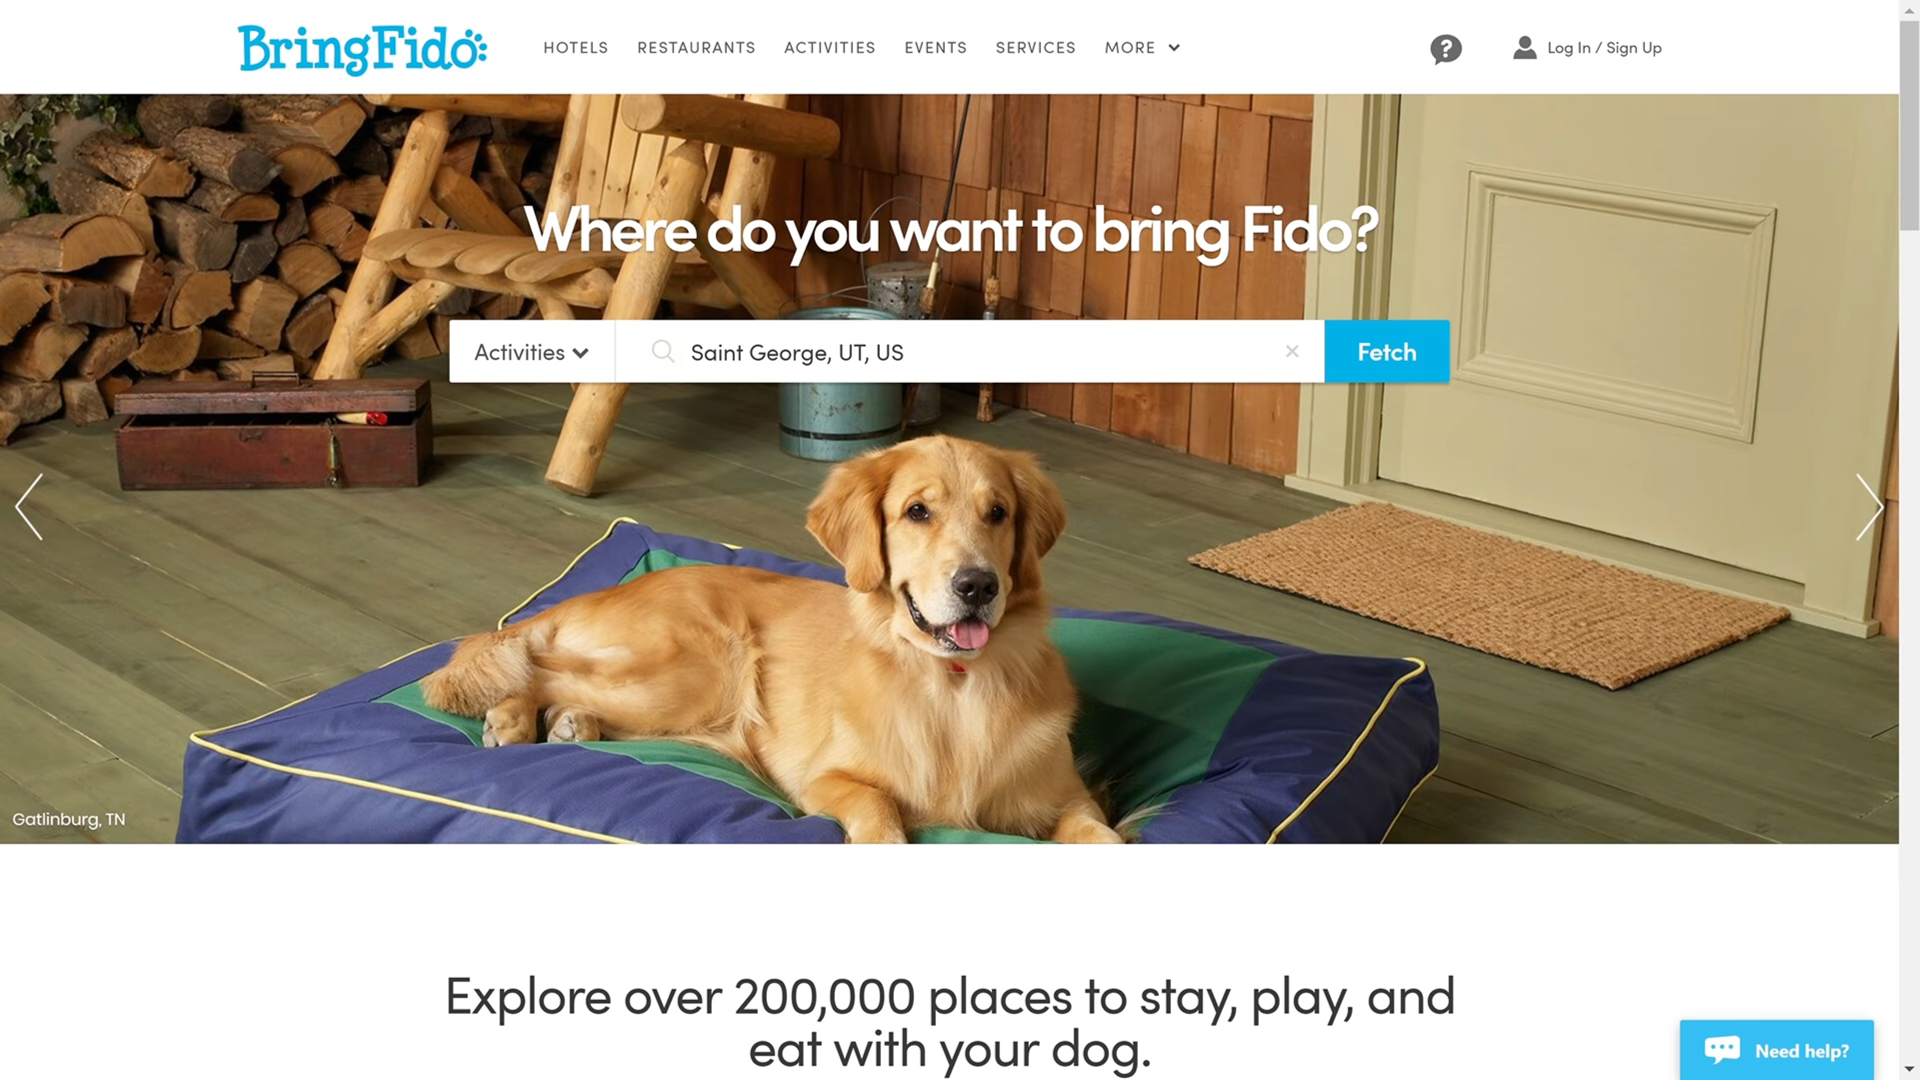 BringFido
HOTELS
RESTAURANTS
ACTIVITIES
EVENTS
SERVICES
MORE
?
Log In / Sign Up
Where do you want to bring Fido?
Activities
Saint George, UT, US
×
Fetch
Gatlinburg, TN
Explore over 200,000 places to stay, play, and
eat with your dog.
Need help?